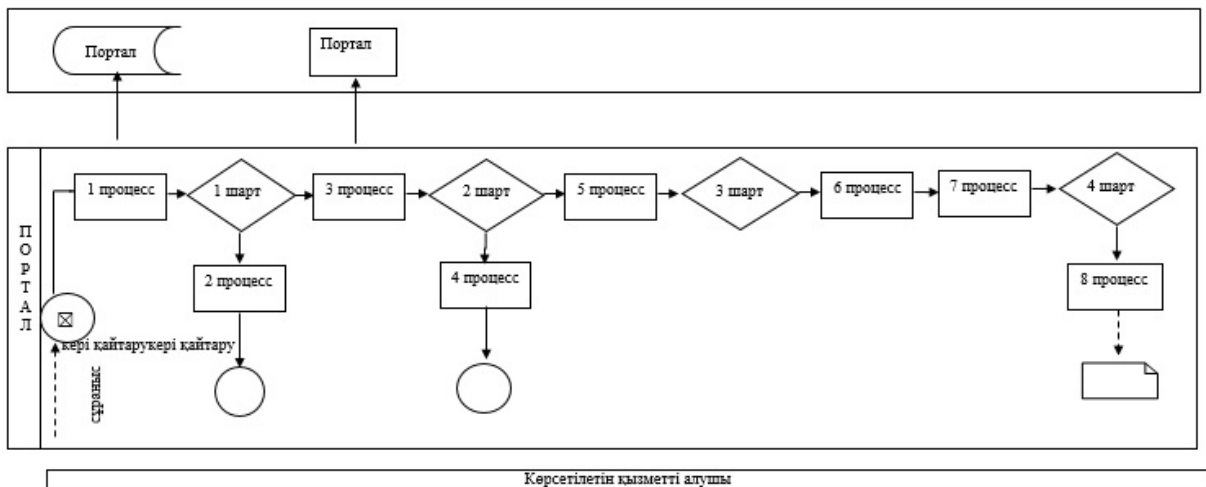 Портал
Портал
1 процесс
1 шарт
3 процесс
2 шарт
5 процесс
3 шарт
6 процесс
7 процесс
4 шарт
ПОРТАЛ
2 процесс
4 процесс
8 процесс
кері қайтарукері қайтару
сұраныс
Көрсетілетін қызметті алушы